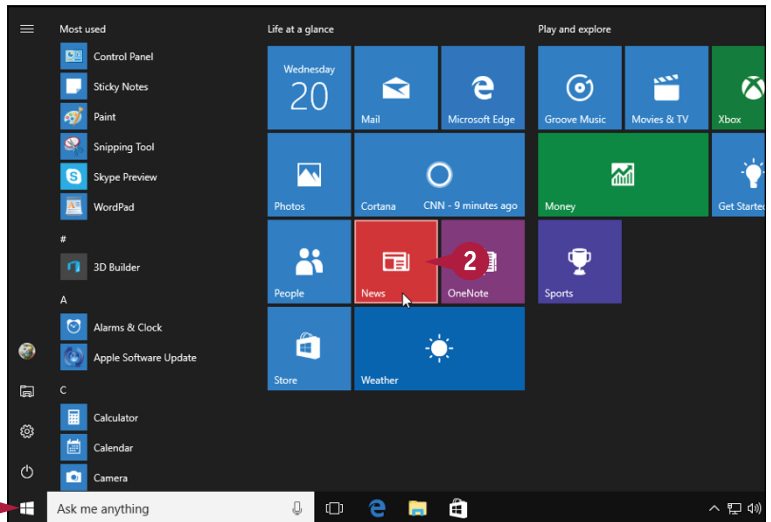 Most used
Control Panel
Sticky Notes
Paint
Snipping Tool
Skype Preview
WordPad
#
3D Builder
A
Alarms & Clock
Apple Software Update
C
Calculator
Calendar
Camera
Life at a glance
Wednesday
20
Mail
Microsoft Edge
Photos
Cortana CNN - 9 minutes ago
People
News
2
OneNote
Store
Weather
Play and explore
Groove Music
Movies & TV
Xbox
Money
Get Starte
Sports
Ask me anything